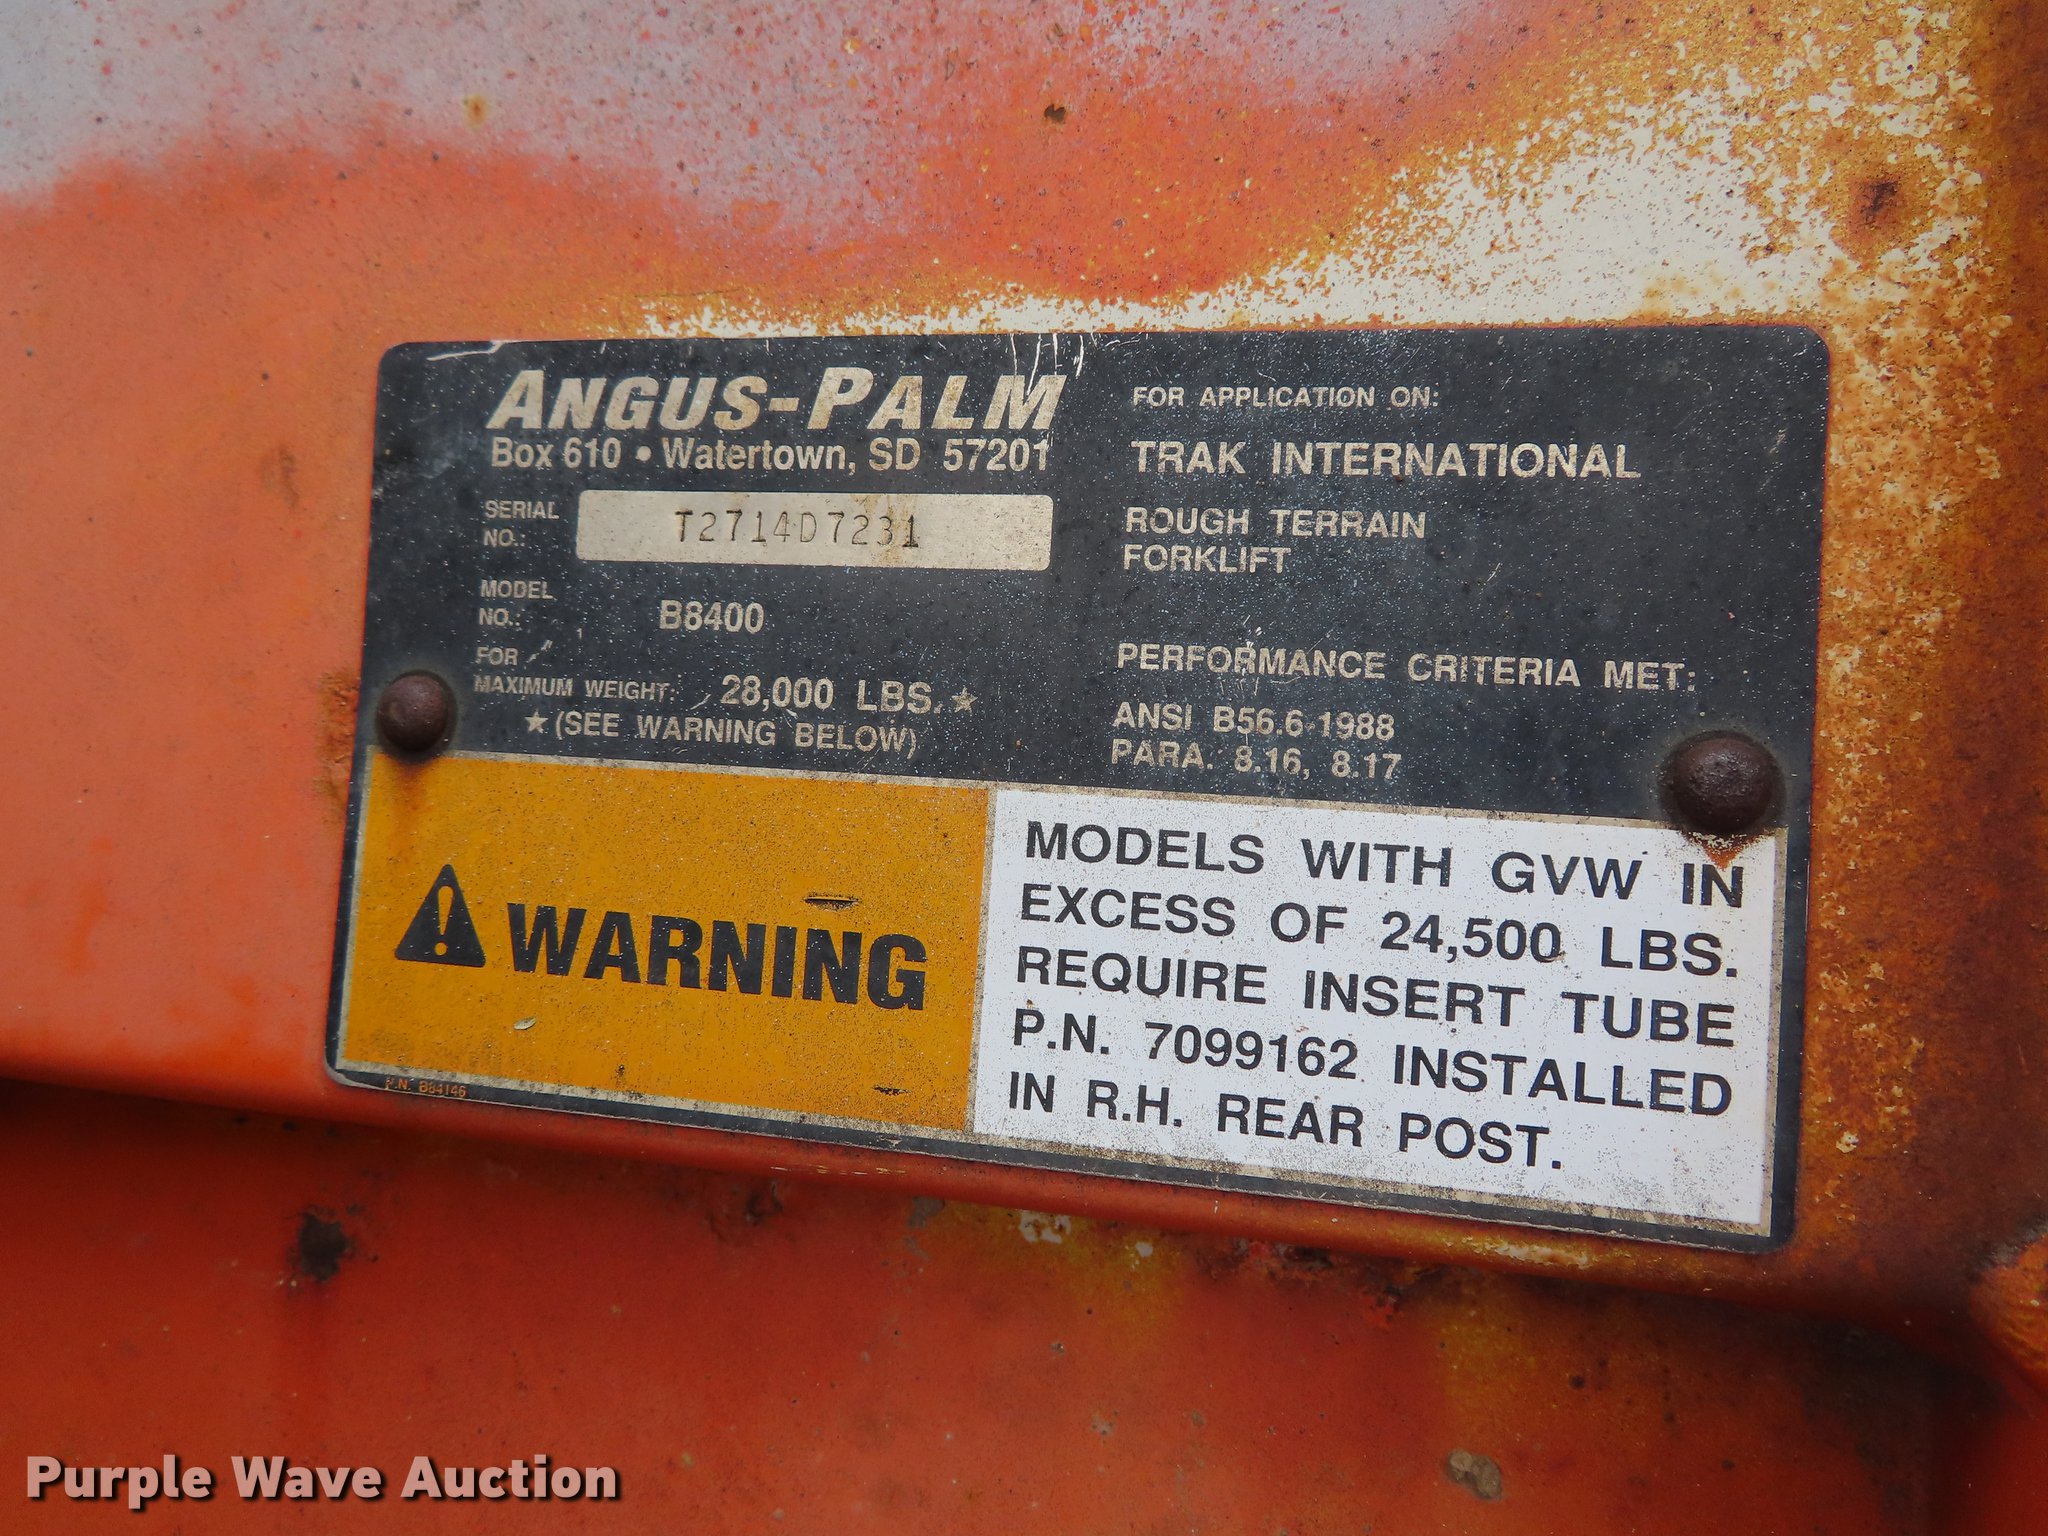 ANGUS-PALM
Box 610 • Watertown, SD 57201
SERIAL
NO.:
T2714D7231
MODEL
NO.:
B8400
FOR
MAXIMUM WEIGHT: 28,000 LBS.★
★(SEE WARNING BELOW)
FOR APPLICATION ON:
TRAK INTERNATIONAL
ROUGH TERRAIN
FORKLIFT
PERFORMANCE CRITERIA MET:
ANSI B56.6-1988
PARA. 8.16, 8.17
WARNING
MODELS WITH GVW IN
EXCESS OF 24,500 LBS.
REQUIRE INSERT TUBE
P.N. 7099162 INSTALLED
IN R.H. REAR POST.
P.N. B84146
Purple Wave Auction